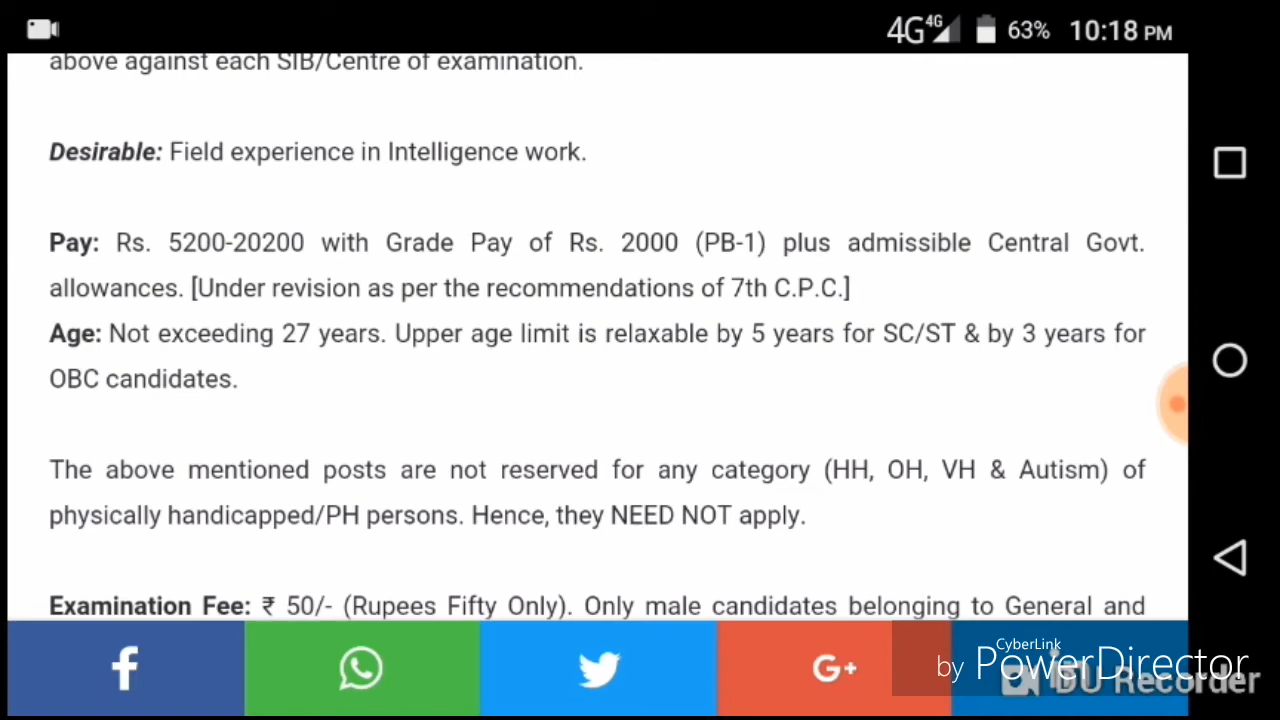 4G 4G 63% 10:18 PM
above against each SIB/Centre of examination.
Desirable: Field experience in Intelligence work.
Pay: Rs. 5200-20200 with Grade Pay of Rs. 2000 (PB-1) plus admissible Central Govt.
allowances. [Under revision as per the recommendations of 7th C.P.C.]
Age: Not exceeding 27 years. Upper age limit is relaxable by 5 years for SC/ST & by 3 years for
OBC candidates.
The above mentioned posts are not reserved for any category (HH, OH, VH & Autism) of
physically handicapped/PH persons. Hence, they NEED NOT apply.
Examination Fee: ₹ 50/- (Rupees Fifty Only). Only male candidates belonging to General and
f G+ in
CyberLink
by PowerDirector
DU Recorder